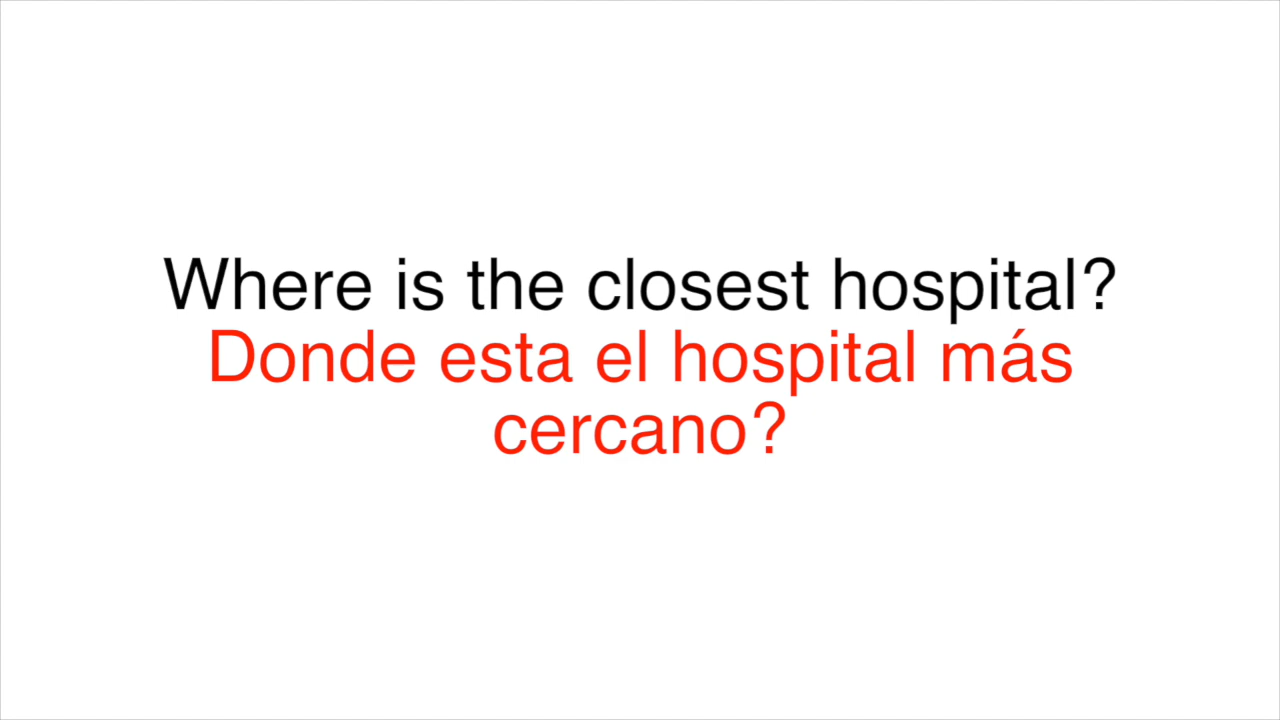 Where is the closest hospital?
Donde esta el hospital más
cercano?